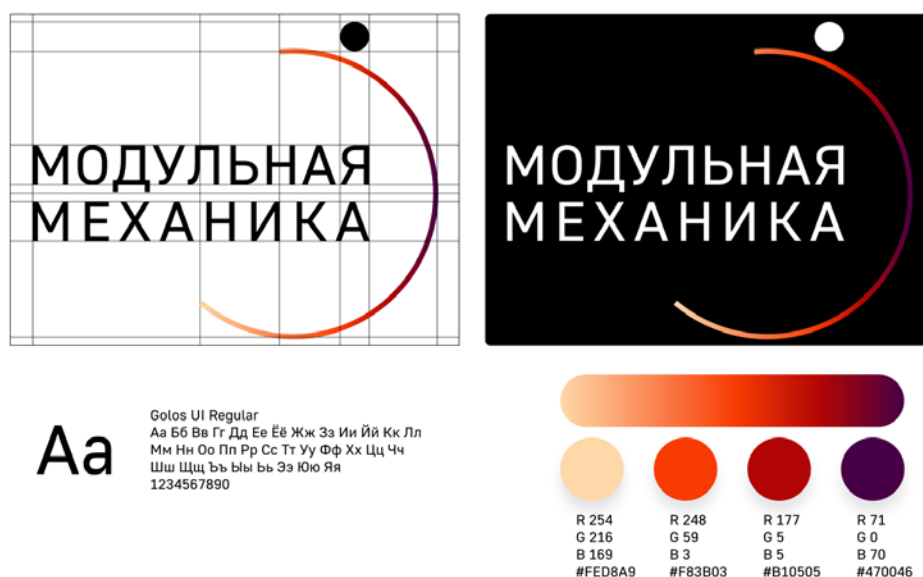 МОДУЛЬНАЯ
МЕХАНИКА
МОДУЛЬНАЯ
МЕХАНИКА
Aa
Golos UI Regular
Аа Бб Вв Гг Дд Ее Ёё Жж Зз Ии Йй Кк Лл
Мм Нн Оо Пп Рр Сс Тт Уу Фф Хх Цц Чч
Шш Щщ Ъъ Ыы Ьь Ээ Юю Яя
1234567890
R 254
G 216
B 169
#FED8A9
R 248
G 59
B 3
#F83B03
R 177
G 5
B 5
#B10505
R 71
G 0
B 70
#470046